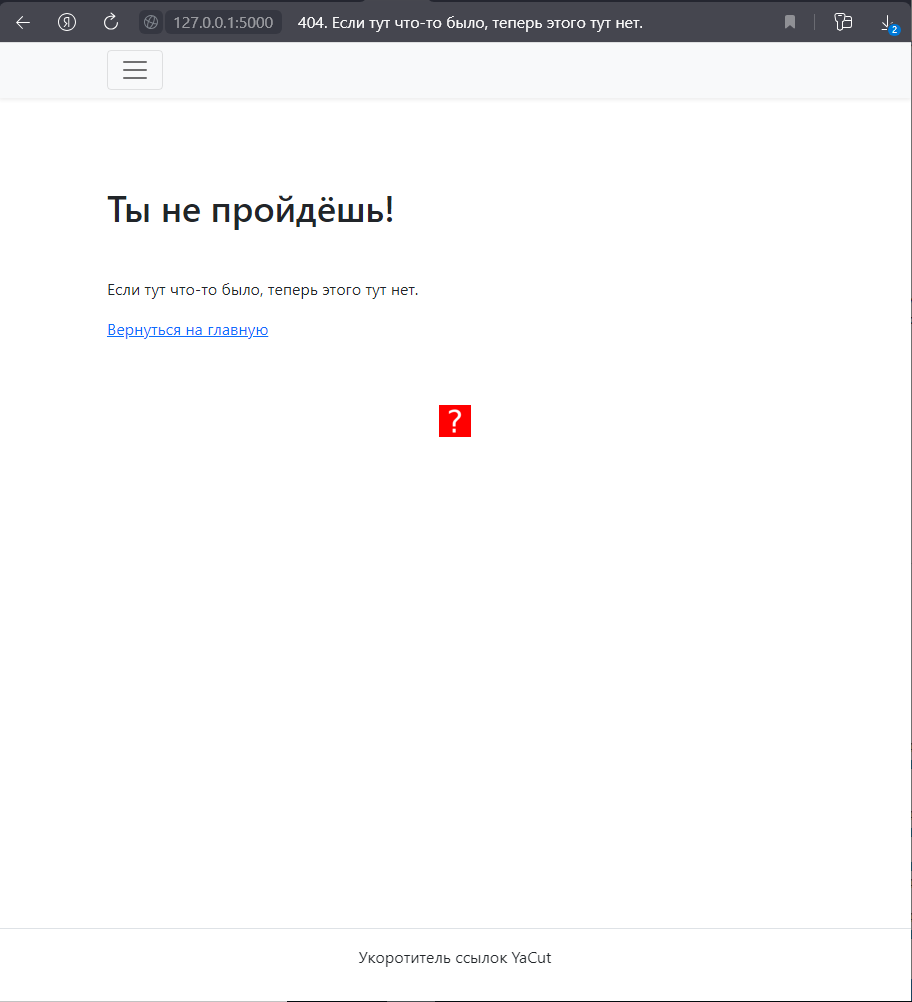 Я 127.0.0.1:5000 404. Если тут что-то было, теперь этого тут нет. 2
Ты не пройдёшь!
Если тут что-то было, теперь этого тут нет.
Вернуться на главную
?
Укоротитель ссылок YaCut